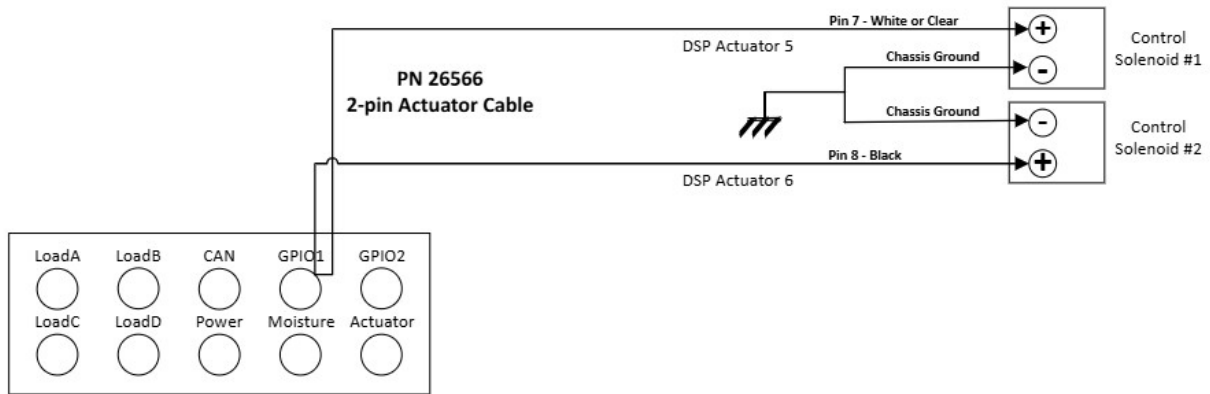 Pin 7 - White or Clear
+
DSP Actuator 5
Control
Solenoid #1
Chassis Ground
-
PN 26566
2-pin Actuator Cable
Chassis Ground
-
Control
Solenoid #2
Pin 8 - Black
+
DSP Actuator 6
LoadA LoadB CAN GPIO1 GPIO2
LoadC LoadD Power Moisture Actuator